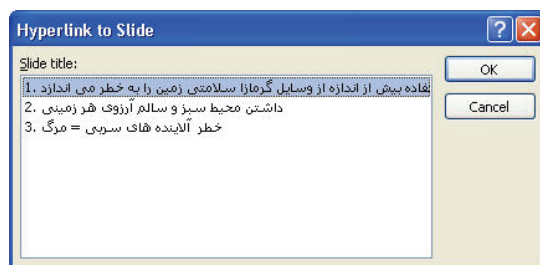 Hyperlink to Slide
Slide title:
1. فاده بیش از اندازه از وسایل گرمازا سلامتی زمین را به خطر می اندازد
2. داشتن محیط سبز و سالم آرزوی هر زمینی
3. خطر آلاینده های سربی = مرگ
OK
Cancel